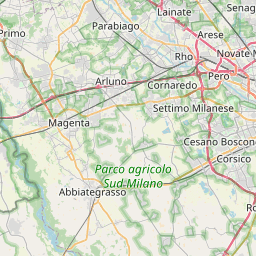 Lainate
Senag
Parabiago
Primo
Arese
Novate M
Rho
Pero
Arluno
Cornaredo
Settimo Milanese
Magenta
Cesano Boscon
Corsico
Parco agricolo
Sud Milano
Abbiategrasso
Ro